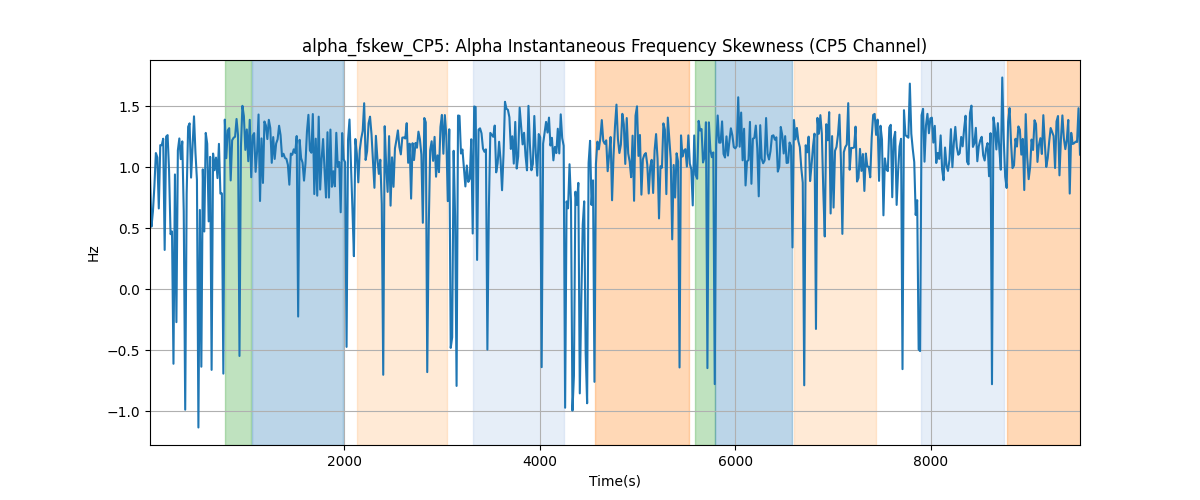 alpha_fskew_CP5: Alpha Instantaneous Frequency Skewness (CP5 Channel)
1.5
1.0
0.5
0.0
−0.5
−1.0
Hz
2000 4000 6000 8000
Time(s)